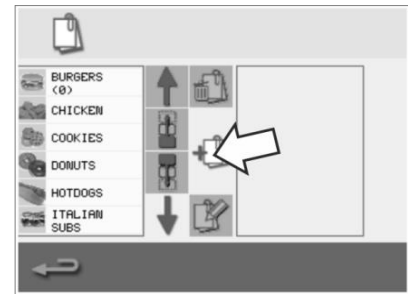 BURGERS
(0)
CHICKEN
COOKIES
DONUTS
HOTDOGS
ITALIAN
SUBS